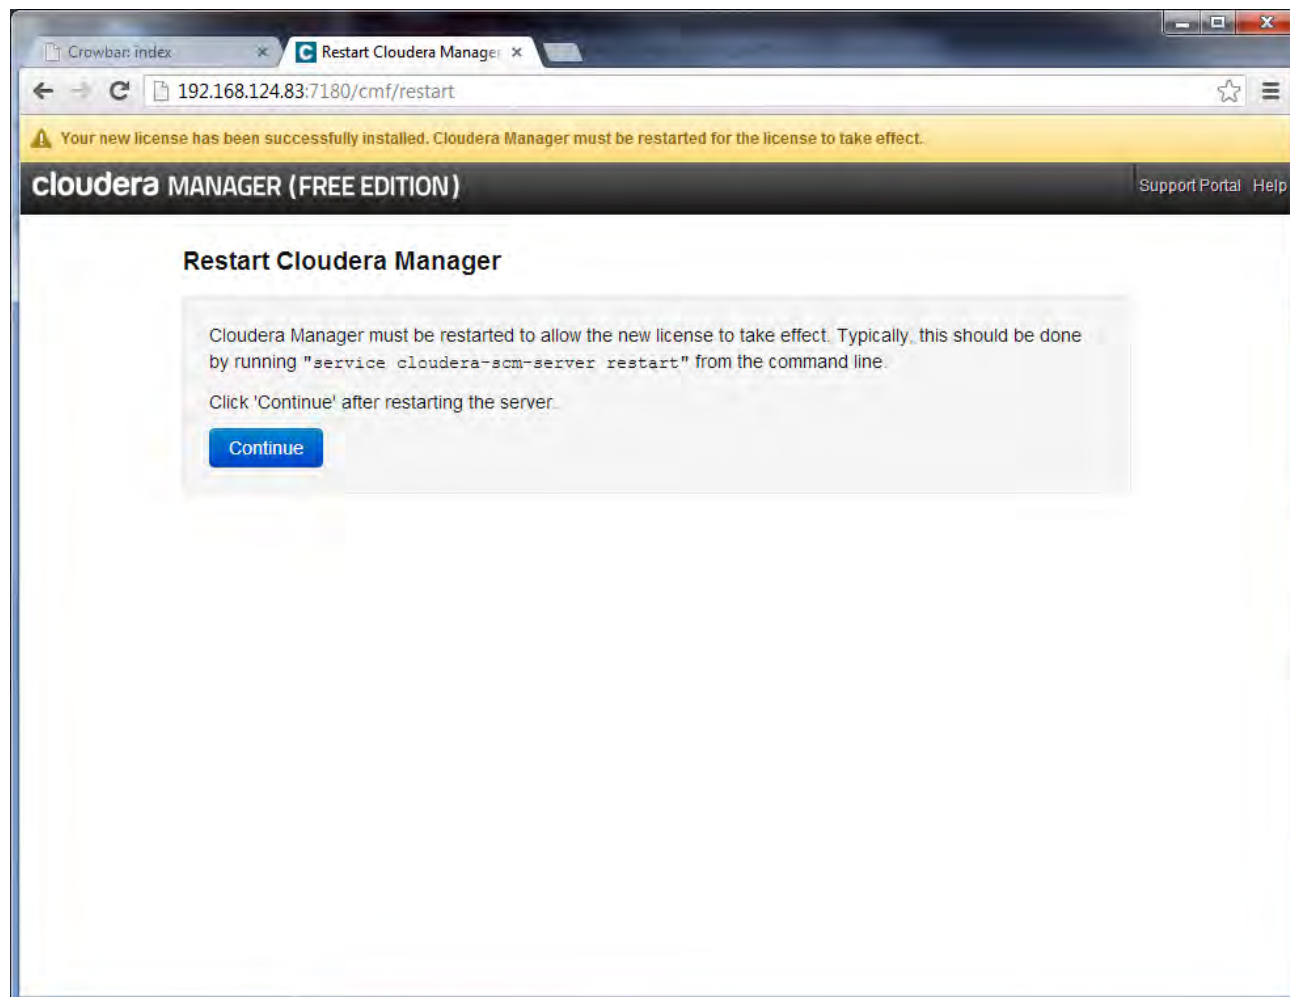 Crowbar: index
Restart Cloudera Manager
192.168.124.83:7180/cmf/restart
Your new license has been successfully installed. Cloudera Manager must be restarted for the license to take effect.
cloudera MANAGER (FREE EDITION)
Support Portal Help
Restart Cloudera Manager
Cloudera Manager must be restarted to allow the new license to take effect. Typically, this should be done
by running "service cloudera-scm-server restart" from the command line.
Click 'Continue' after restarting the server.
Continue